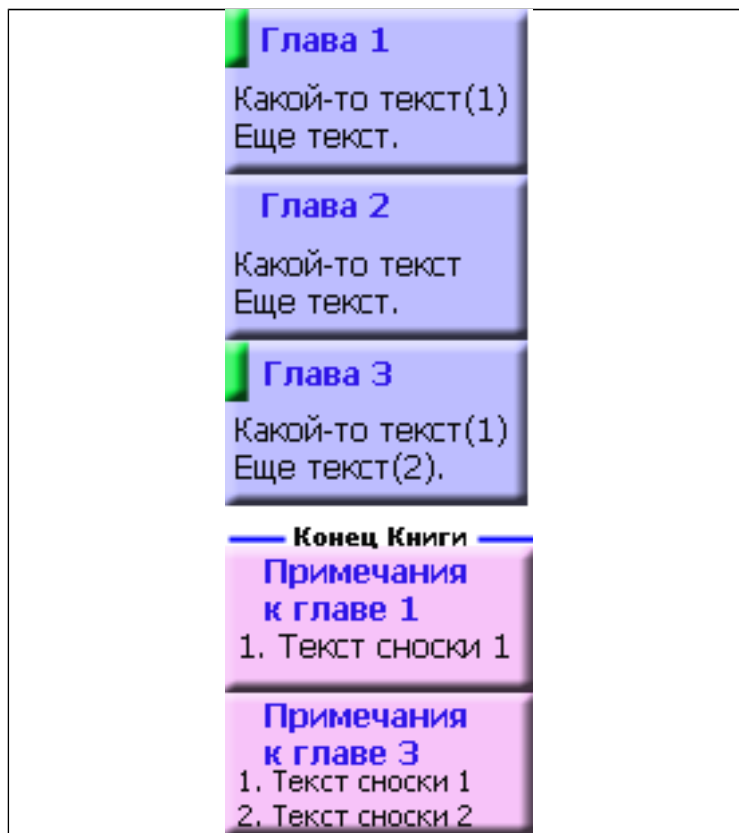 Глава 1
Какой-то текст(1)
Еще текст.
Глава 2
Какой-то текст
Еще текст.
Глава 3
Какой-то текст(1)
Еще текст(2).
Конец Книги
Примечания
к главе 1
1. Текст сноски 1
Примечания
к главе 3
1. Текст сноски 1
2. Текст сноски 2